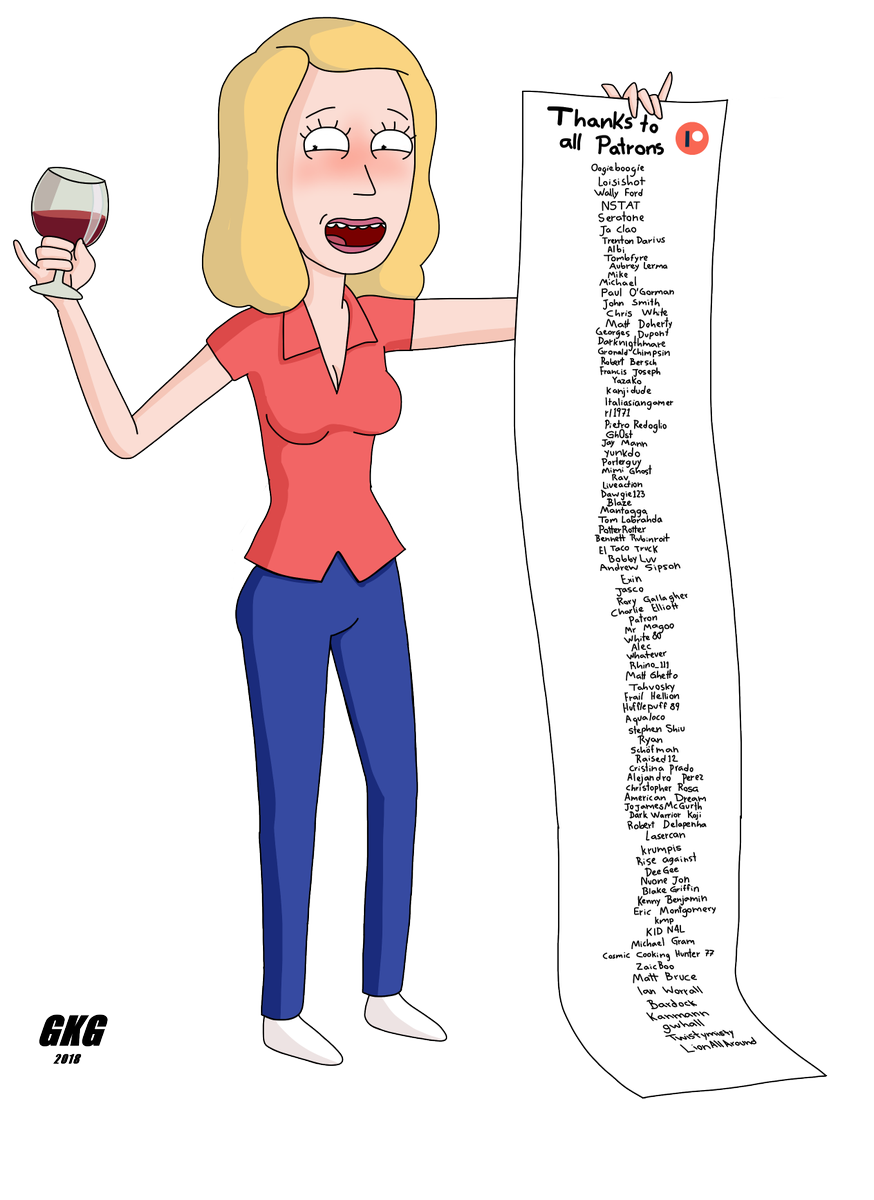 Thanks to
all Patrons
Oogieboogie
Loisishot
Wally Ford
NSTAT
Seratone
Ja Clao
Trenton Darius
Albi
Tombfyre
Aubrey Lerma
Mike
Michael
Paul O'Gorman
John Smith
Chris White
Matt Doherty
Georges Dupont
Darknigthmare
Gronald Chimpsin
Robert Bersch
Francis Joseph
Yazako
Kanjidude
Italiasiangamer
r11971
Pietro Redoglio
Gh0st
Jay Mann
yunkdo
Porterguy
Mimi Ghost
Rav
Liveaction
Dawgie123
Blaze
Mantagga
Tom Labranda
PotterRotter
Bennett Rubinroit
El Taco Truck
Bobby Luv
Andrew Sipson
Exin
Jasco
Rory Gallagher
Charlie Elliott
Patron
Mr Magoo
White80
Alec
Whatever
Rhino_111
Matt Ghetto
Tahvosky
Frail Hellion
Hufflepuff 89
Aqualoco
Stephen Shiu
Ryan
Schöfman
Raised12
Cristina Prado
Alejandro Perez
Christopher Rosa
American Dream
JoJamesMcGurth
Dark Warrior Koji
Robert Delapenha
Lasercan
krumpis
Rise against
DeeGee
Nvone Jon
Blake Griffin
Kenny Benjamin
Eric Montgomery
kmp
KID N4L
Michael Gram
Cosmic Cooking Hunter 77
ZaicBoo
Matt Bruce
Ian Worrall
Bardock
Kanmann
gwhall
Twistymisty
LionAllAround
GKG
2018